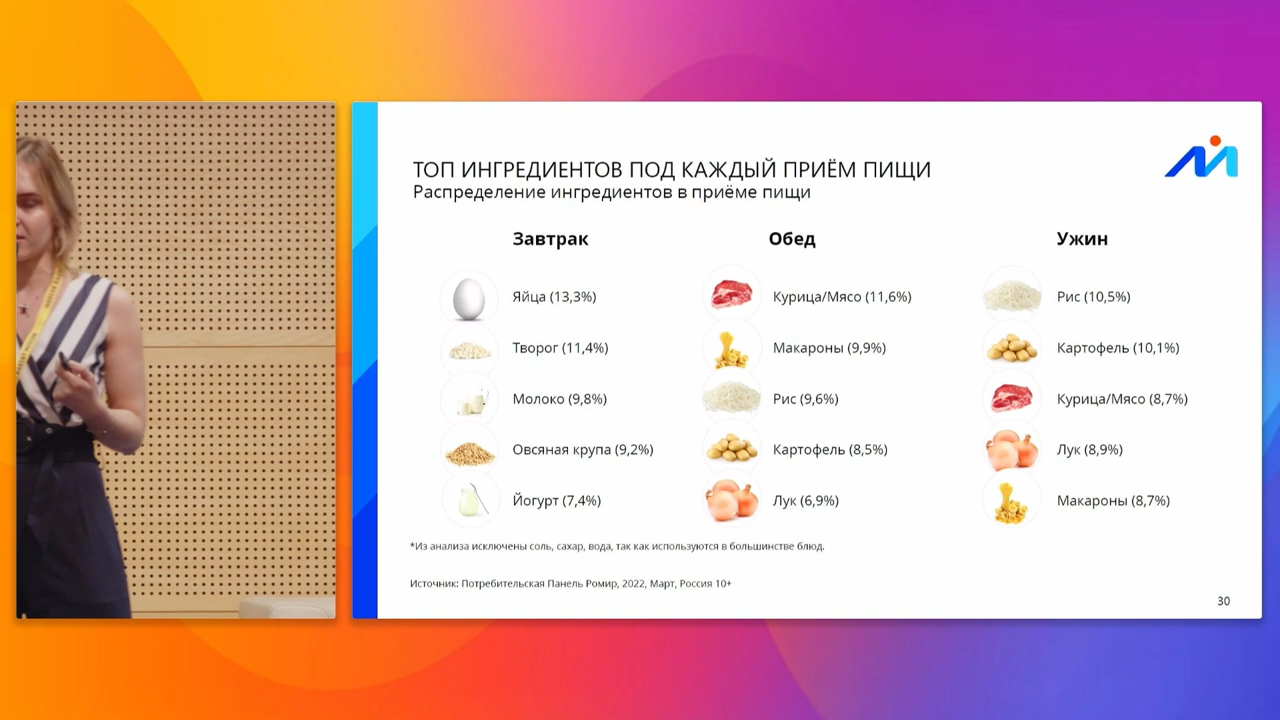 ТОП ИНГРЕДИЕНТОВ ПОД КАЖДЫЙ ПРИЁМ ПИЩИ
Распределение ингредиентов в приёме пищи
Завтрак
Яйца (13,3%)
Творог (11,4%)
Молоко (9,8%)
Овсяная крупа (9,2%)
Йогурт (7,4%)
Обед
Курица/Мясо (11,6%)
Макароны (9,9%)
Рис (9,6%)
Картофель (8,5%)
Лук (6,9%)
Ужин
Рис (10,5%)
Картофель (10,1%)
Курица/Мясо (8,7%)
Лук (8,9%)
Макароны (8,7%)
*Из анализа исключены соль, сахар, вода, так как используются в большинстве блюд.
Источник: Потребительская Панель Ромир, 2022, Март, Россия 10+
30